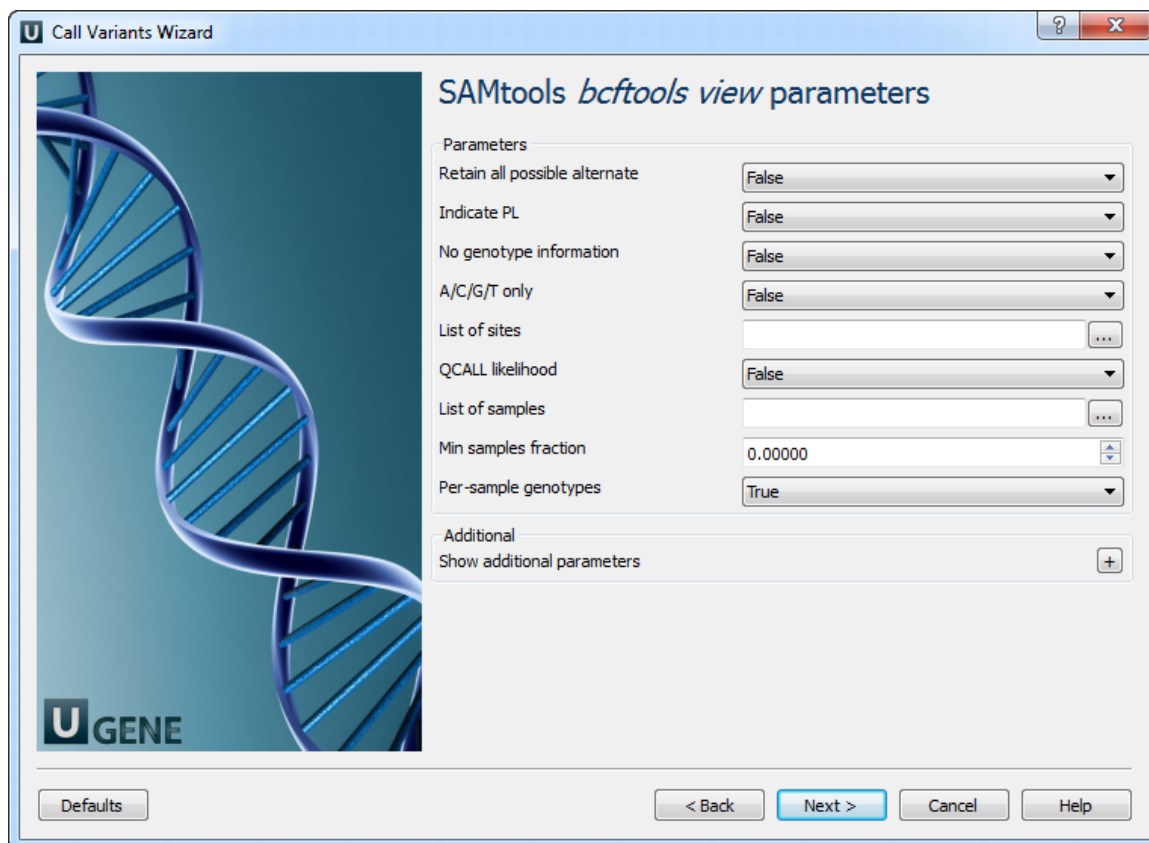 U Call Variants Wizard
SAMtools bcftools view parameters
Parameters
Retain all possible alternate False
Indicate PL False
No genotype information False
A/C/G/T only False
List of sites ...
QCALL likelihood False
List of samples ...
Min samples fraction 0.00000
Per-sample genotypes True
Additional
Show additional parameters +
U GENE
Defaults < Back Next > Cancel Help